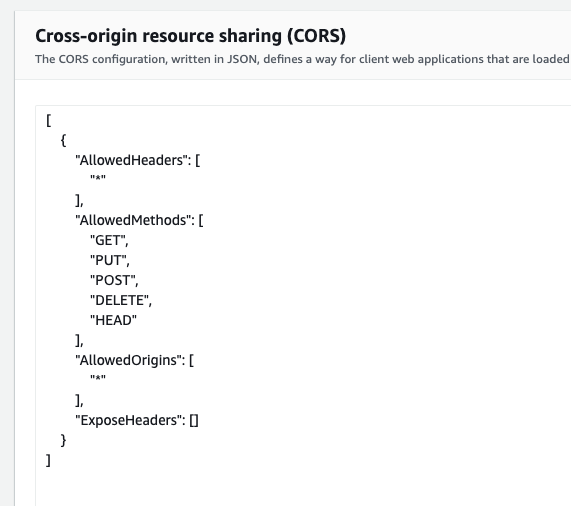 Cross-origin resource sharing (CORS)
The CORS configuration, written in JSON, defines a way for client web applications that are loaded
[
{
"AllowedHeaders": [
"*"
],
"AllowedMethods": [
"GET",
"PUT",
"POST",
"DELETE",
"HEAD"
],
"AllowedOrigins": [
"*"
],
"ExposeHeaders": []
}
]